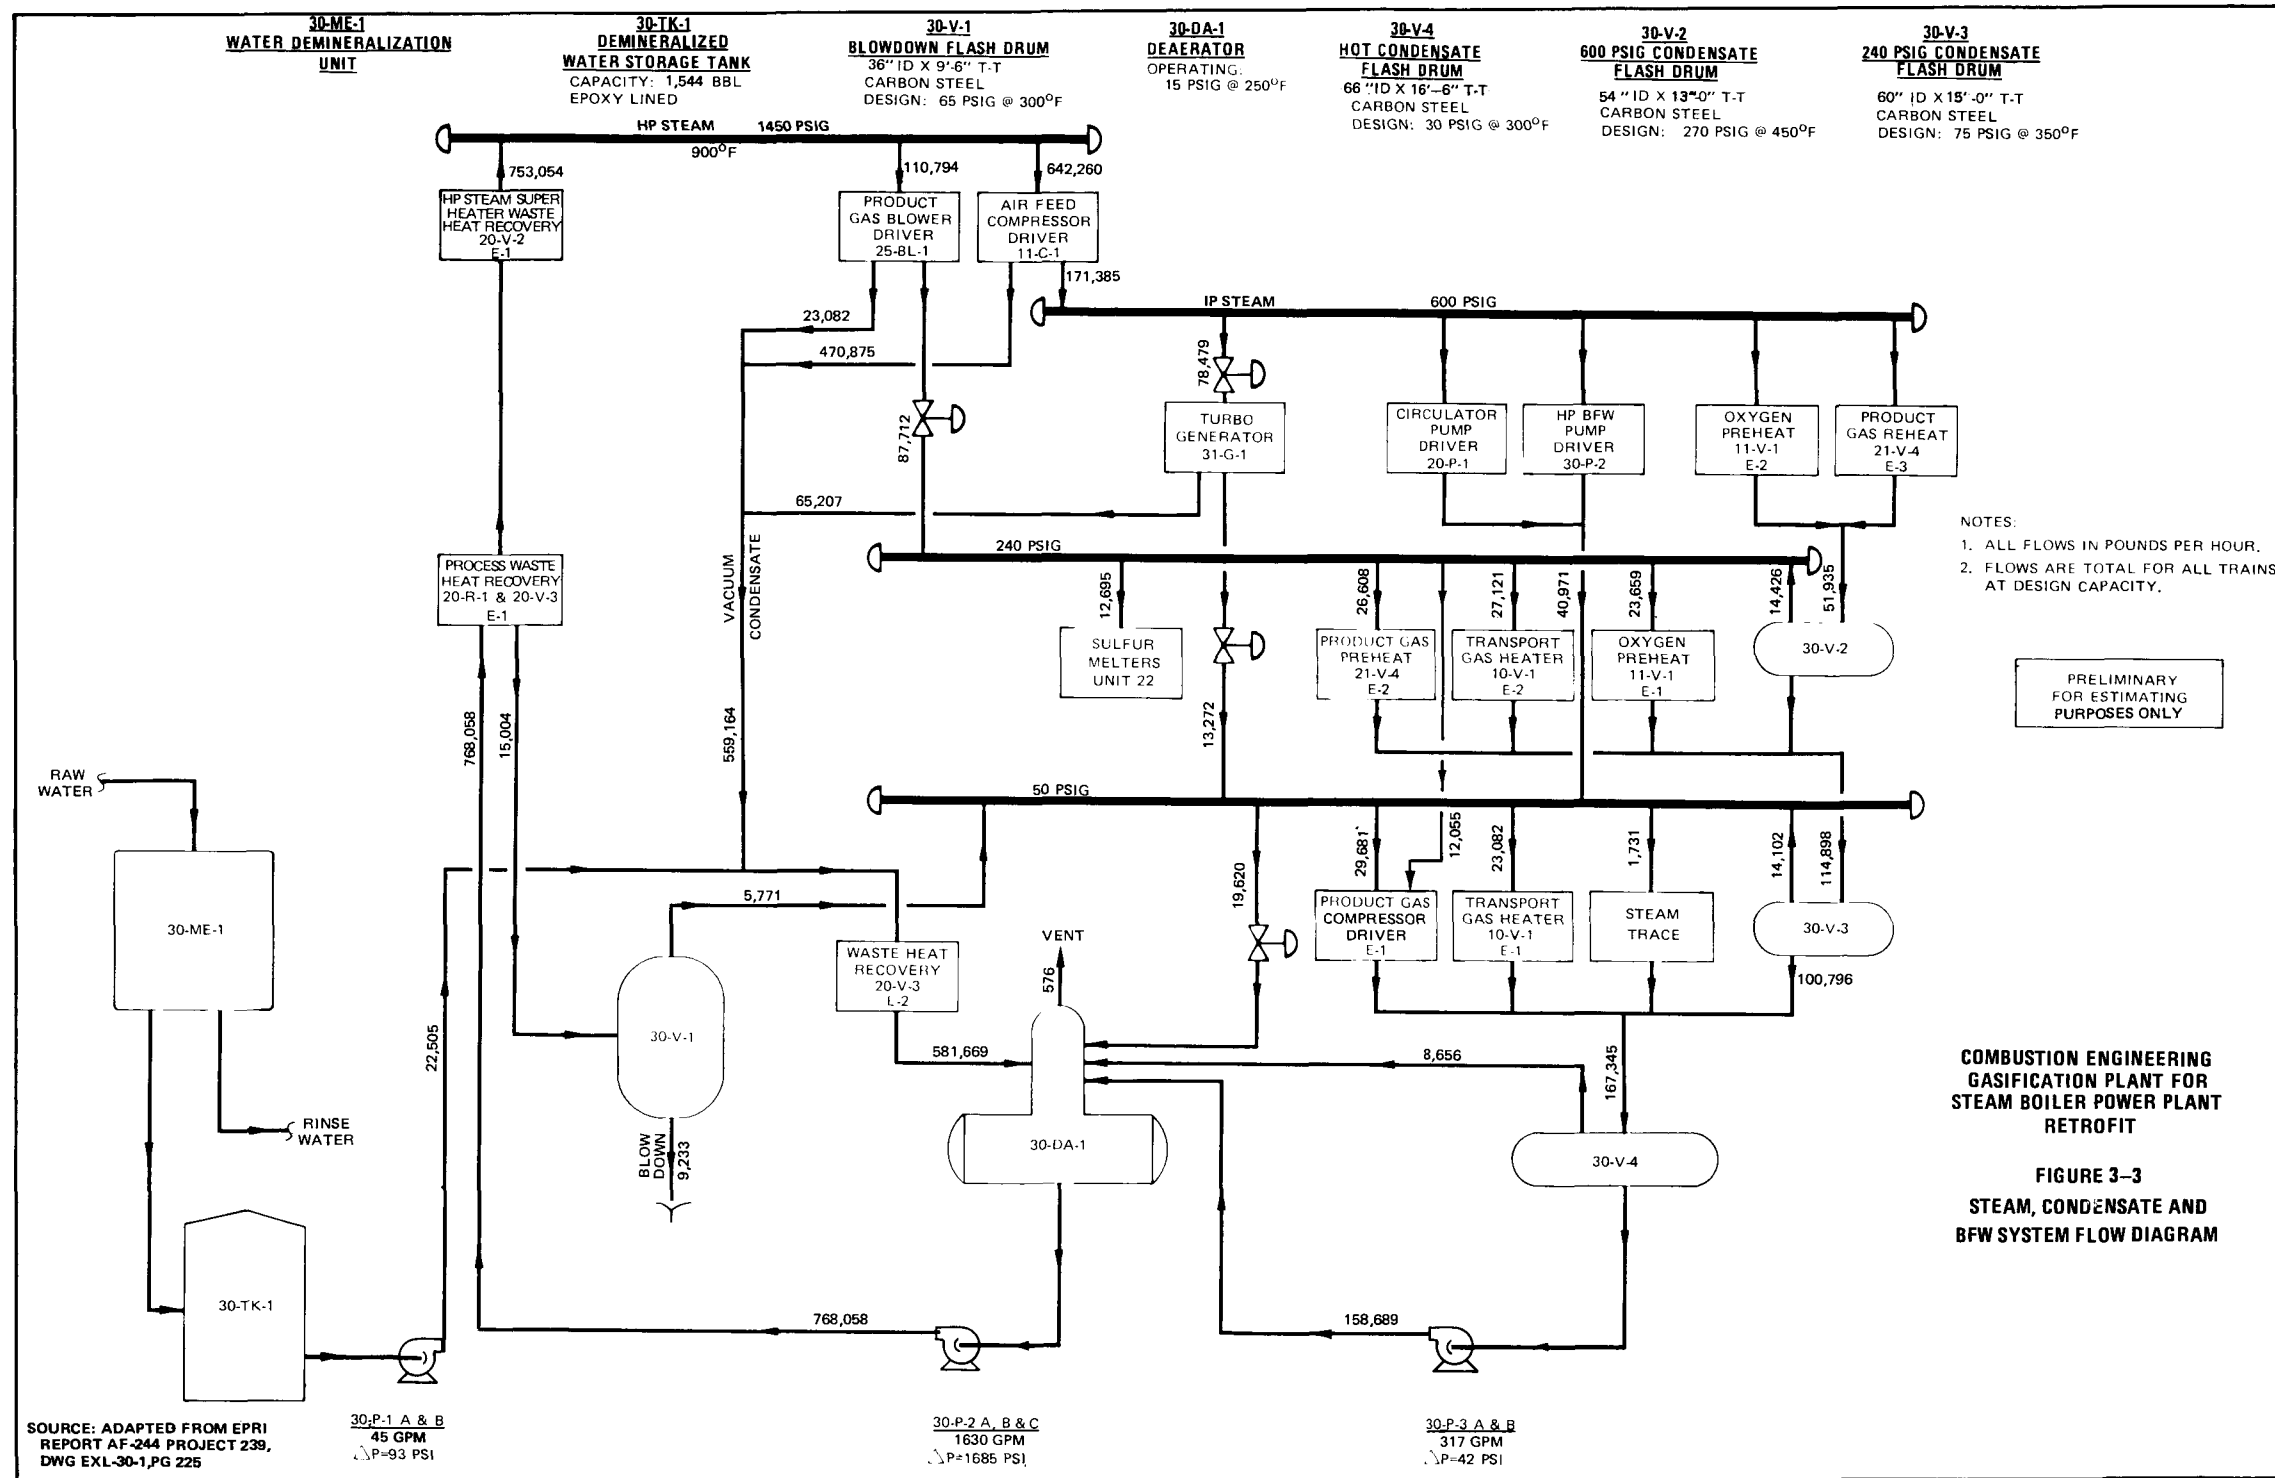 30-ME-1
WATER DEMINERALIZATION
UNIT
30-TK-1
DEMINERALIZED
WATER STORAGE TANK
CAPACITY: 1,544 BBL
EPOXY LINED
30-V-1
BLOWDOWN FLASH DRUM
36" ID X 9'-6" T-T
CARBON STEEL
DESIGN: 65 PSIG @ 300°F
30-DA-1
DEAERATOR
OPERATING:
15 PSIG @ 250°F
30-V-4
HOT CONDENSATE
FLASH DRUM
66 "ID X 16'-6" T-T
CARBON STEEL
DESIGN: 30 PSIG @ 300°F
30-V-2
600 PSIG CONDENSATE
FLASH DRUM
54 " ID X 13"-0" T-T
CARBON STEEL
DESIGN: 270 PSIG @ 450°F
30-V-3
240 PSIG CONDENSATE
FLASH DRUM
60" ID X 15'-0" T-T
CARBON STEEL
DESIGN: 75 PSIG @ 350°F
HP STEAM 1450 PSIG
900°F
753,054
110,794
642,260
HP STEAM SUPER
HEATER WASTE
HEAT RECOVERY
20-V-2
E-1
PRODUCT
GAS BLOWER
DRIVER
25-BL-1
AIR FEED
COMPRESSOR
DRIVER
11-C-1
171,385
IP STEAM 600 PSIG
23,082
470,875
78,479
87,712
TURBO
GENERATOR
31-G-1
CIRCULATOR
PUMP
DRIVER
20-P-1
HP BFW
PUMP
DRIVER
30-P-2
OXYGEN
PREHEAT
11-V-1
E-2
PRODUCT
GAS REHEAT
21-V-4
E-3
65,207
NOTES:
1. ALL FLOWS IN POUNDS PER HOUR.
2. FLOWS ARE TOTAL FOR ALL TRAINS
AT DESIGN CAPACITY.
240 PSIG
PROCESS WASTE
HEAT RECOVERY
20-R-1 & 20-V-3
E-1
VACUUM
CONDENSATE
12,695
26,608
27,121
40,971
23,659
14,426
51,935
SULFUR
MELTERS
UNIT 22
PRODUCT GAS
PREHEAT
21-V-4
E-2
TRANSPORT
GAS HEATER
10-V-1
E-2
OXYGEN
PREHEAT
11-V-1
E-1
30-V-2
PRELIMINARY
FOR ESTIMATING
PURPOSES ONLY
768,058
15,004
559,164
13,272
RAW
WATER
50 PSIG
29,681
12,055
23,082
1,731
14,102
114,898
19,620
5,771
30-ME-1
VENT
576
WASTE HEAT
RECOVERY
20-V-3
E-2
PRODUCT GAS
COMPRESSOR
DRIVER
E-1
TRANSPORT
GAS HEATER
10-V-1
E-1
STEAM
TRACE
30-V-3
100,796
22,505
30-V-1
581,669
8,656
167,345
RINSE
WATER
BLOW
DOWN
9,233
30-DA-1
30-V-4
COMBUSTION ENGINEERING
GASIFICATION PLANT FOR
STEAM BOILER POWER PLANT
RETROFIT
FIGURE 3–3
STEAM, CONDENSATE AND
BFW SYSTEM FLOW DIAGRAM
30-TK-1
768,058
158,689
SOURCE: ADAPTED FROM EPRI
REPORT AF-244 PROJECT 239,
DWG EXL-30-1,PG 225
30-P-1 A & B
45 GPM
△P=93 PSI
30-P-2 A, B & C
1630 GPM
△P=1685 PSI
30-P-3 A & B
317 GPM
△P=42 PSI